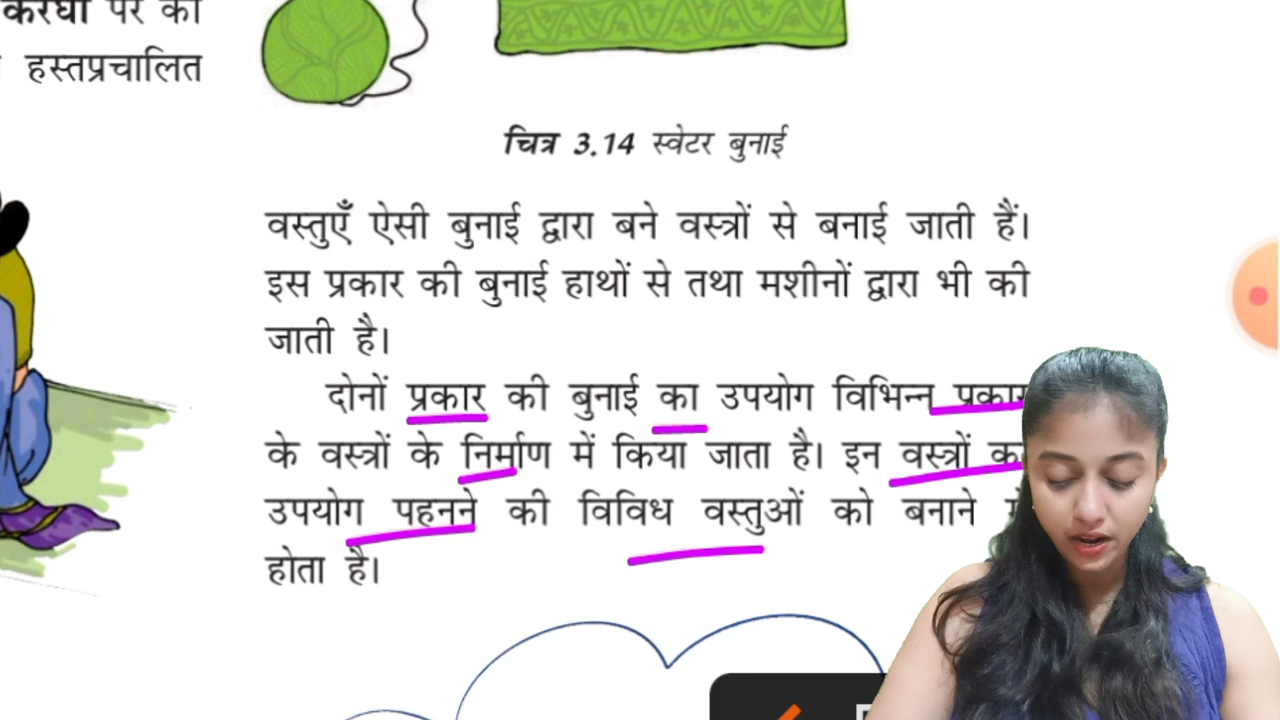 करघों पर की
हस्तप्रचालित
चित्र 3.14 स्वेटर बुनाई
वस्तुएँ ऐसी बुनाई द्वारा बने वस्त्रों से बनाई जाती हैं।
इस प्रकार की बुनाई हाथों से तथा मशीनों द्वारा भी की
जाती है।
दोनों प्रकार की बुनाई का उपयोग विभिन्न प्रकार
के वस्त्रों के निर्माण में किया जाता है। इन वस्त्रों का
उपयोग पहनने की विविध वस्तुओं को बनाने
होता है।